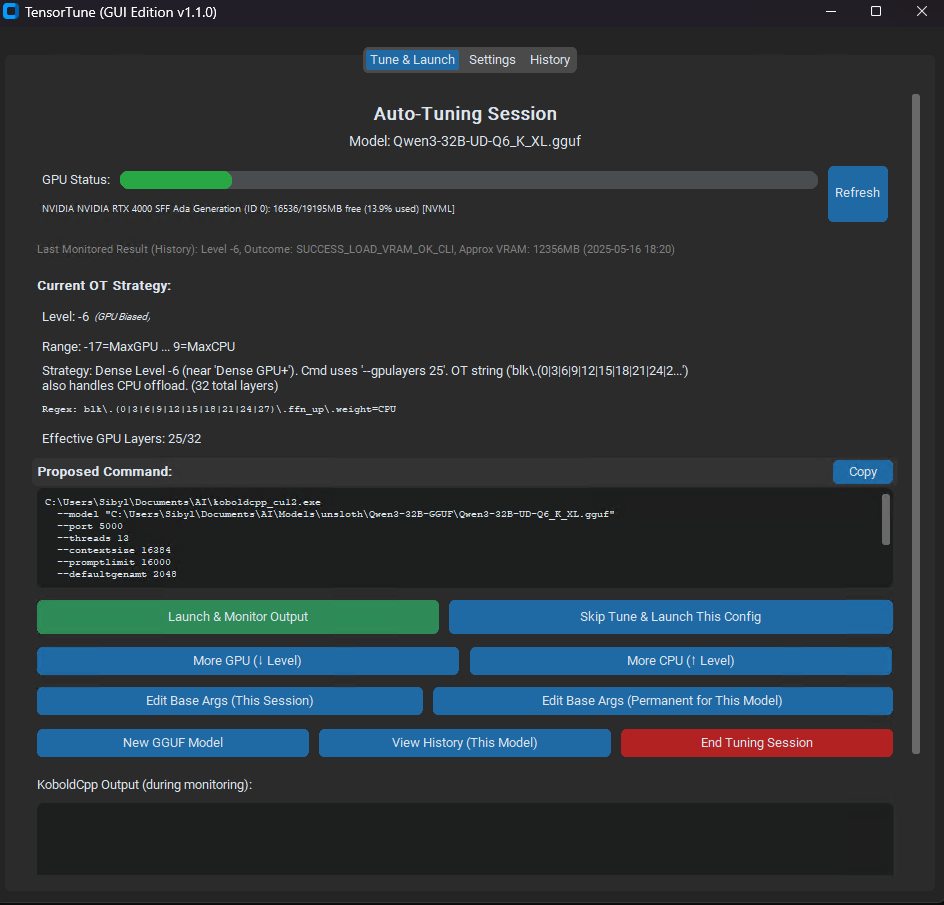 TensorTune (GUI Edition v1.1.0)
Tune & Launch Settings History
Auto-Tuning Session
Model: Qwen3-32B-UD-Q6_K_XL.gguf
GPU Status:
Refresh
NVIDIA NVIDIA RTX 4000 SFF Ada Generation (ID 0): 16536/19195MB free (13.9% used) [NVML]
Last Monitored Result (History): Level -6, Outcome: SUCCESS_LOAD_VRAM_OK_CLI, Approx VRAM: 12356MB (2025-05-16 18:20)
Current OT Strategy:
Level: -6 (GPU Biased)
Range: -17=MaxGPU ... 9=MaxCPU
Strategy: Dense Level -6 (near 'Dense GPU+'). Cmd uses '--gpulayers 25'. OT string ('blk\.(0|3|6|9|12|15|18|21|24|2...')
also handles CPU offload. (32 total layers)
Regex: blk\.(0|3|6|9|12|15|18|21|24|27)\.ffn_up\.weight=CPU
Effective GPU Layers: 25/32
Proposed Command:
Copy
C:\Users\Sibyl\Documents\AI\koboldcpp_cu12.exe
--model "C:\Users\Sibyl\Documents\AI\Models\unsloth\Qwen3-32B-GGUF\Qwen3-32B-UD-Q6_K_XL.gguf"
--port 5000
--threads 13
--contextsize 16384
--promptlimit 16000
--defaultgenamt 2048
Launch & Monitor Output
Skip Tune & Launch This Config
More GPU (↓ Level)
More CPU (↑ Level)
Edit Base Args (This Session)
Edit Base Args (Permanent for This Model)
New GGUF Model
View History (This Model)
End Tuning Session
KoboldCpp Output (during monitoring):